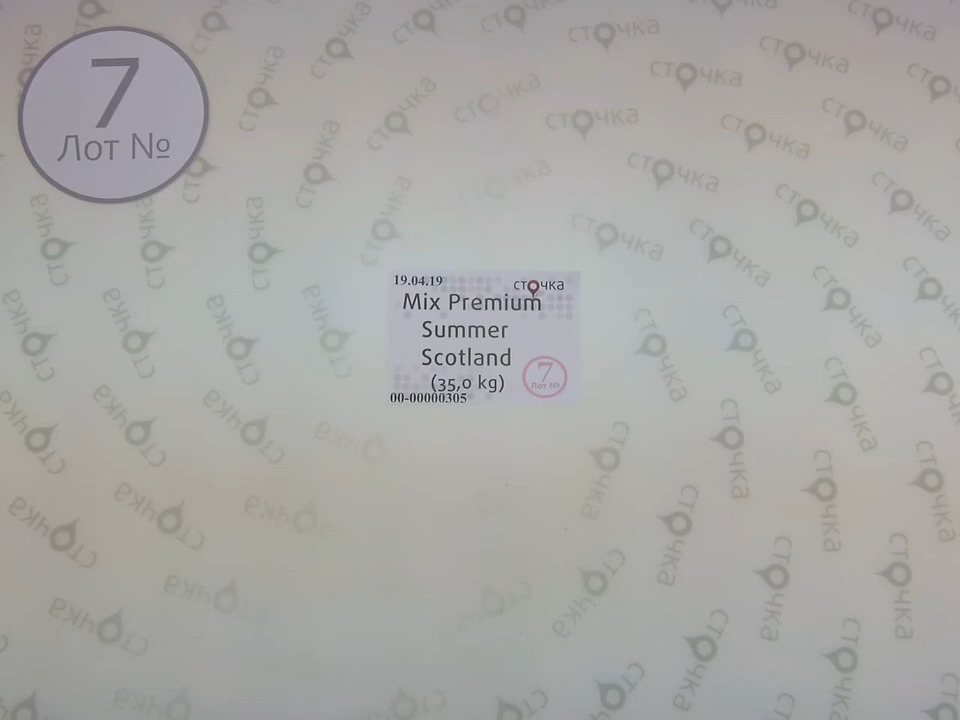 7
Лот №
19.04.19
сточка
Mix Premium
Summer
Scotland
(35,0 kg)
7
Лот №
00-00000305